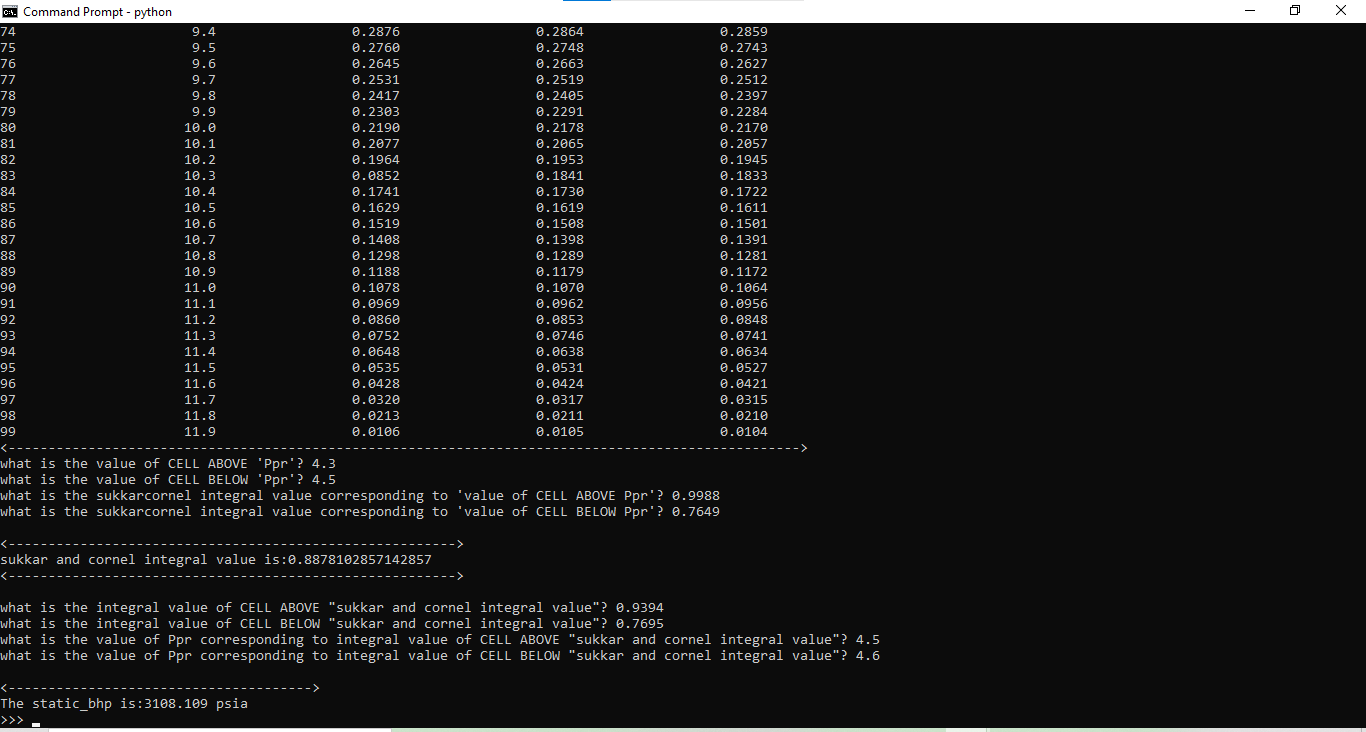 Command Prompt - python
74 9.4 0.2876 0.2864 0.2859
75 9.5 0.2760 0.2748 0.2743
76 9.6 0.2645 0.2663 0.2627
77 9.7 0.2531 0.2519 0.2512
78 9.8 0.2417 0.2405 0.2397
79 9.9 0.2303 0.2291 0.2284
80 10.0 0.2190 0.2178 0.2170
81 10.1 0.2077 0.2065 0.2057
82 10.2 0.1964 0.1953 0.1945
83 10.3 0.0852 0.1841 0.1833
84 10.4 0.1741 0.1730 0.1722
85 10.5 0.1629 0.1619 0.1611
86 10.6 0.1519 0.1508 0.1501
87 10.7 0.1408 0.1398 0.1391
88 10.8 0.1298 0.1289 0.1281
89 10.9 0.1188 0.1179 0.1172
90 11.0 0.1078 0.1070 0.1064
91 11.1 0.0969 0.0962 0.0956
92 11.2 0.0860 0.0853 0.0848
93 11.3 0.0752 0.0746 0.0741
94 11.4 0.0648 0.0638 0.0634
95 11.5 0.0535 0.0531 0.0527
96 11.6 0.0428 0.0424 0.0421
97 11.7 0.0320 0.0317 0.0315
98 11.8 0.0213 0.0211 0.0210
99 11.9 0.0106 0.0105 0.0104
<--------------------------------------------------------------------------------------------------->
what is the value of CELL ABOVE 'Ppr'? 4.3
what is the value of CELL BELOW 'Ppr'? 4.5
what is the sukkarcornel integral value corresponding to 'value of CELL ABOVE Ppr'? 0.9988
what is the sukkarcornel integral value corresponding to 'value of CELL BELOW Ppr'? 0.7649
<-------------------------------------------------------->
sukkar and cornel integral value is:0.8878102857142857
<-------------------------------------------------------->
what is the integral value of CELL ABOVE "sukkar and cornel integral value"? 0.9394
what is the integral value of CELL BELOW "sukkar and cornel integral value"? 0.7695
what is the value of Ppr corresponding to integral value of CELL ABOVE "sukkar and cornel integral value"? 4.5
what is the value of Ppr corresponding to integral value of CELL BELOW "sukkar and cornel integral value"? 4.6
<-------------------------------------->
The static_bhp is:3108.109 psia
>>>